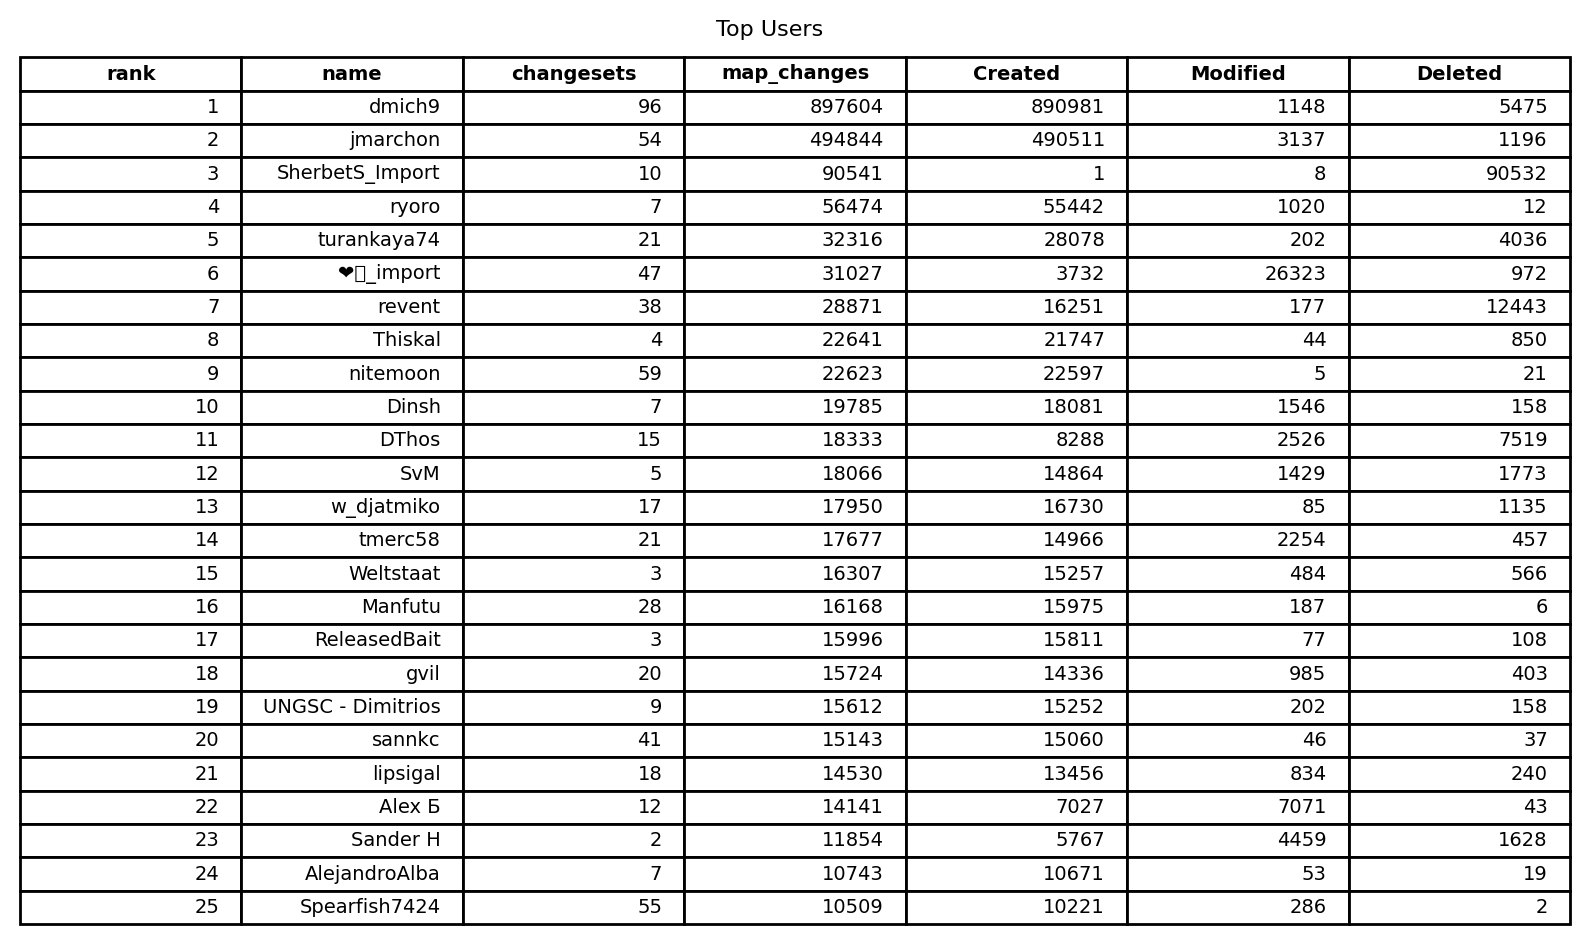 Top Users
rank name changesets map_changes Created Modified Deleted
1 dmich9 96 897604 890981 1148 5475
2 jmarchon 54 494844 490511 3137 1196
3 SherbetS_Import 10 90541 1 8 90532
4 ryoro 7 56474 55442 1020 12
5 turankaya74 21 32316 28078 202 4036
6 ❤▯_import 47 31027 3732 26323 972
7 revent 38 28871 16251 177 12443
8 Thiskal 4 22641 21747 44 850
9 nitemoon 59 22623 22597 5 21
10 Dinsh 7 19785 18081 1546 158
11 DThos 15 18333 8288 2526 7519
12 SvM 5 18066 14864 1429 1773
13 w_djatmiko 17 17950 16730 85 1135
14 tmerc58 21 17677 14966 2254 457
15 Weltstaat 3 16307 15257 484 566
16 Manfutu 28 16168 15975 187 6
17 ReleasedBait 3 15996 15811 77 108
18 gvil 20 15724 14336 985 403
19 UNGSC - Dimitrios 9 15612 15252 202 158
20 sannkc 41 15143 15060 46 37
21 lipsigal 18 14530 13456 834 240
22 Alex Б 12 14141 7027 7071 43
23 Sander H 2 11854 5767 4459 1628
24 AlejandroAlba 7 10743 10671 53 19
25 Spearfish7424 55 10509 10221 286 2